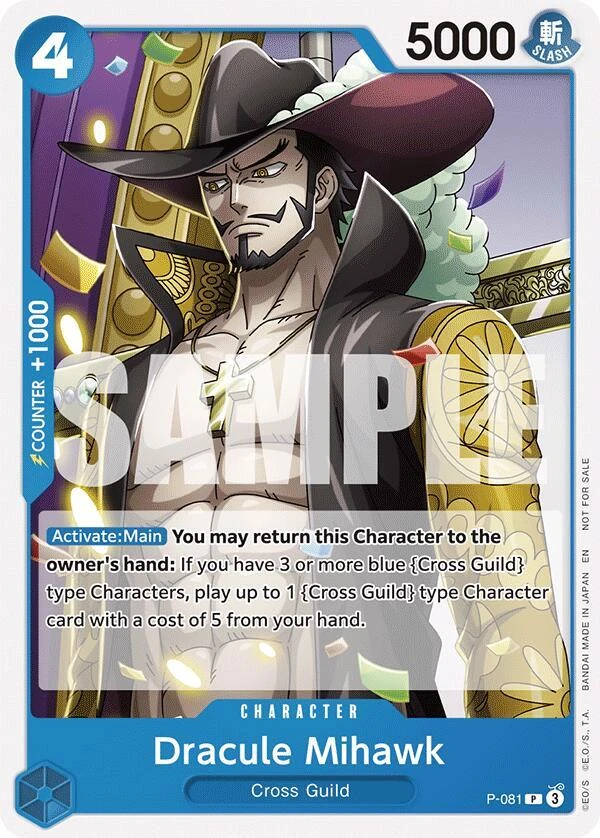 4
5000
斬
SLASH
COUNTER +1000
SAMPLE
Activate:Main You may return this Character to the
owner's hand: If you have 3 or more blue {Cross Guild}
type Characters, play up to 1 {Cross Guild} type Character
card with a cost of 5 from your hand.
CHARACTER
Dracule Mihawk
Cross Guild
P-081 P 3
©EO/S ©E.O./S., T.A. BANDAI MADE IN JAPAN EN NOT FOR SALE